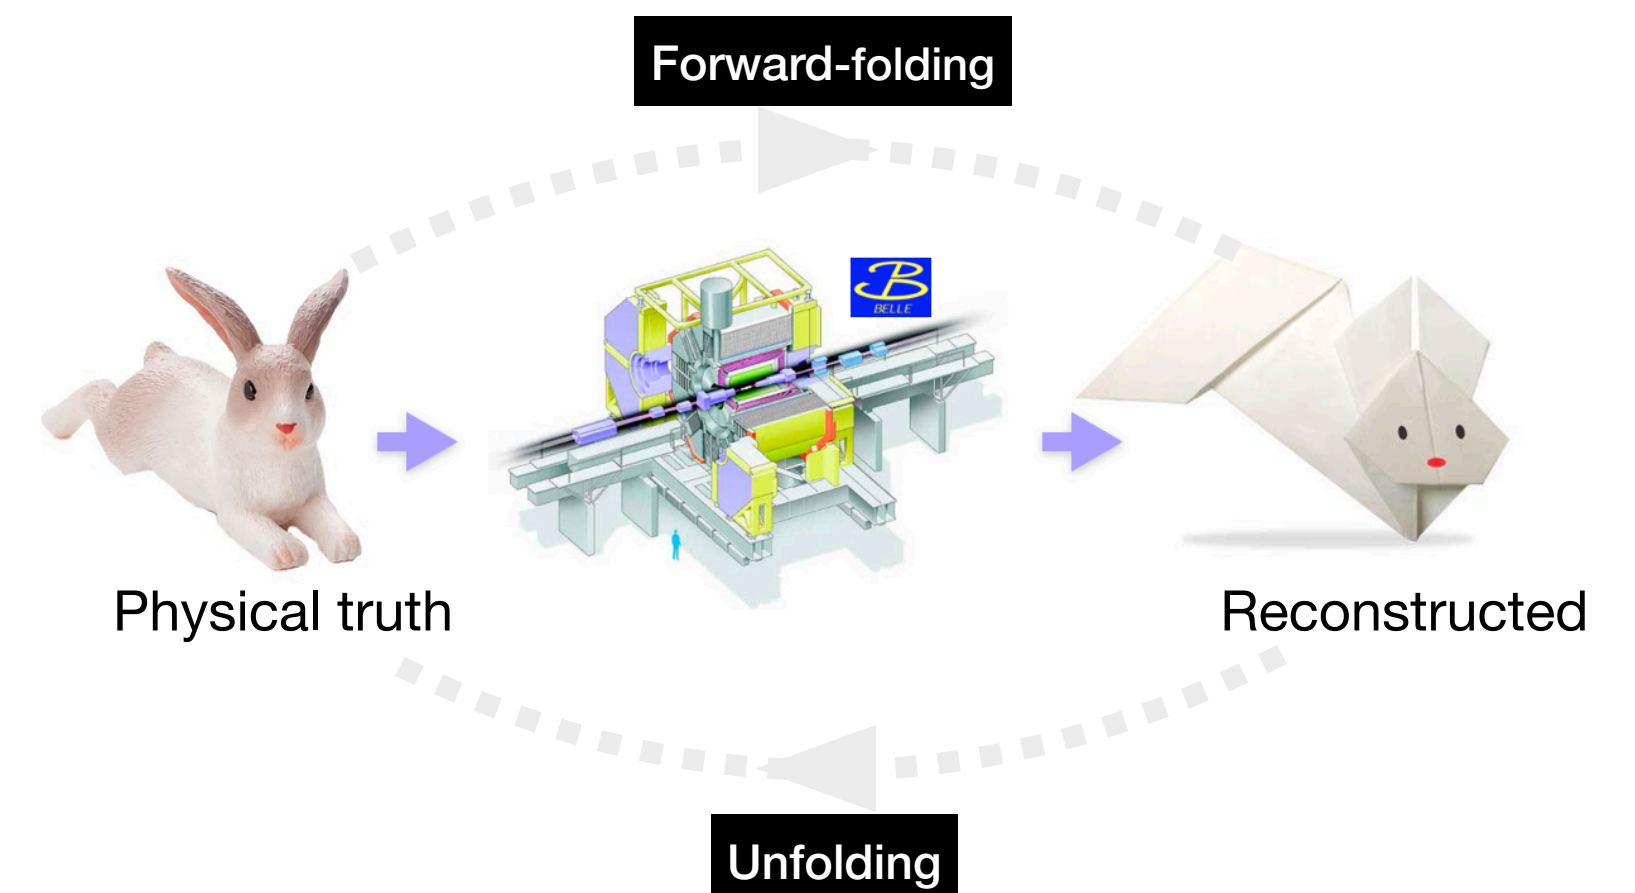 Forward-folding
B
BELLE
Physical truth
Reconstructed
Unfolding